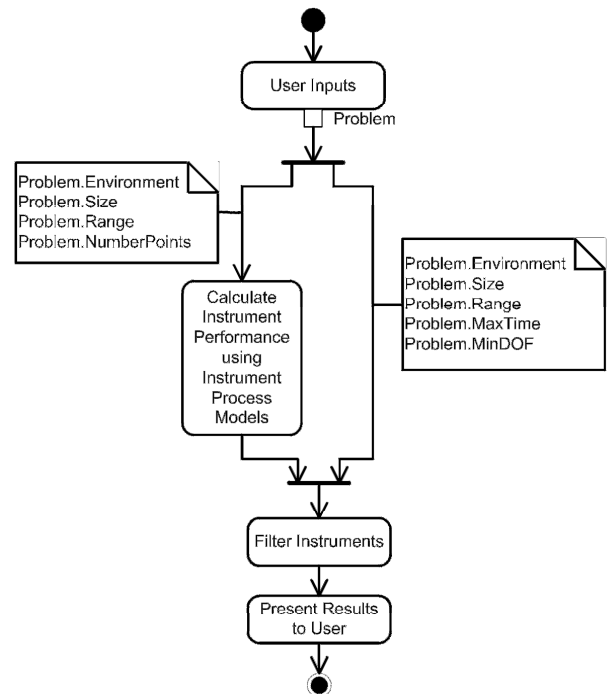 User Inputs
Problem
Problem.Environment
Problem.Size
Problem.Range
Problem.NumberPoints
Problem.Environment
Problem.Size
Problem.Range
Problem.MaxTime
Problem.MinDOF
Calculate
Instrument
Performance
using
Instrument
Process
Models
Filter Instruments
Present Results
to User